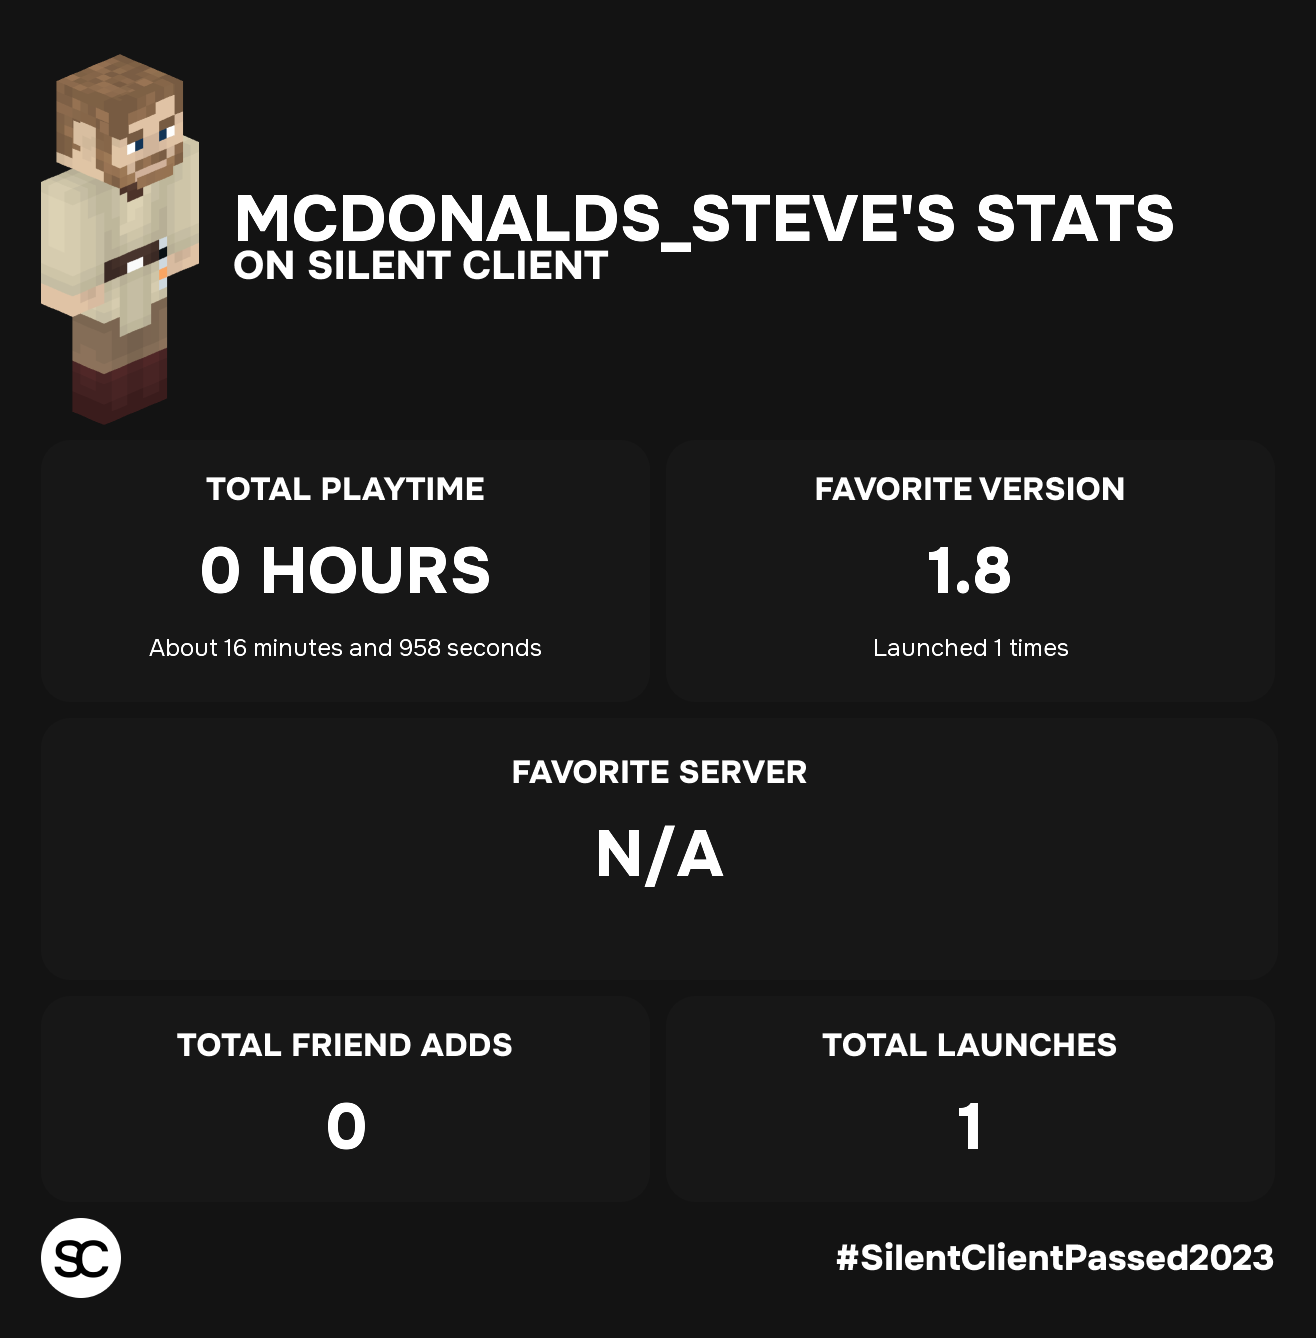 MCDONALDS_STEVE'S STATS
ON SILENT CLIENT
TOTAL PLAYTIME
0 HOURS
About 16 minutes and 958 seconds
FAVORITE VERSION
1.8
Launched 1 times
FAVORITE SERVER
N/A
TOTAL FRIEND ADDS
0
TOTAL LAUNCHES
1
SC
#SilentClientPassed2023